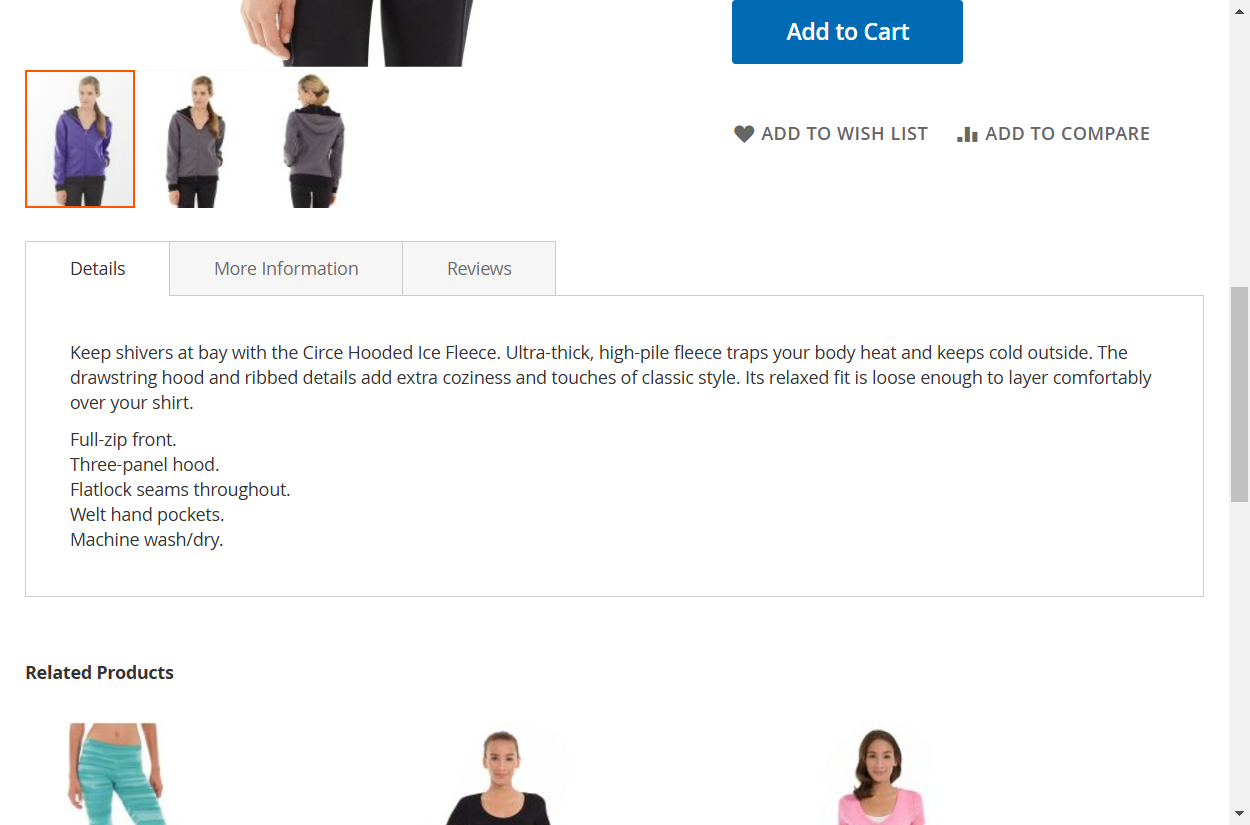 Add to Cart
ADD TO WISH LIST
ADD TO COMPARE
Details
More Information
Reviews
Keep shivers at bay with the Circe Hooded Ice Fleece. Ultra-thick, high-pile fleece traps your body heat and keeps cold outside. The
drawstring hood and ribbed details add extra coziness and touches of classic style. Its relaxed fit is loose enough to layer comfortably
over your shirt.
Full-zip front.
Three-panel hood.
Flatlock seams throughout.
Welt hand pockets.
Machine wash/dry.
Related Products